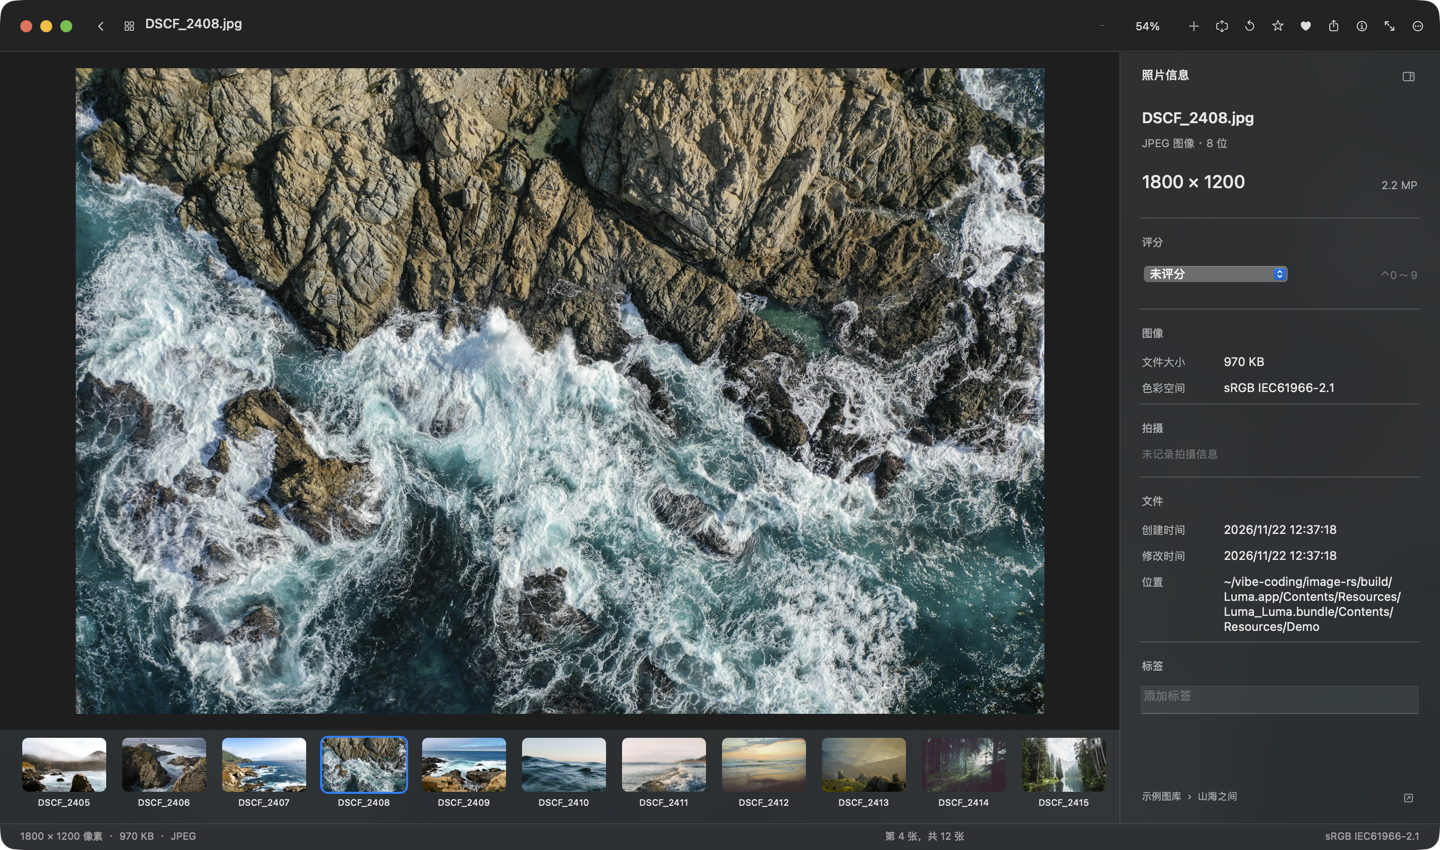 DSCF_2408.jpg
54%
照片信息
DSCF_2408.jpg
JPEG 图像 · 8 位
1800 × 1200
2.2 MP
评分
未评分
^0～9
图像
文件大小 970 KB
色彩空间 sRGB IEC61966-2.1
拍摄
未记录拍摄信息
文件
创建时间 2026/11/22 12:37:18
修改时间 2026/11/22 12:37:18
位置 ~/vibe-coding/image-rs/build/
Luma.app/Contents/Resources/
Luma_Luma.bundle/Contents/
Resources/Demo
标签
添加标签
示例图库 › 山海之间
DSCF_2405
DSCF_2406
DSCF_2407
DSCF_2408
DSCF_2409
DSCF_2410
DSCF_2411
DSCF_2412
DSCF_2413
DSCF_2414
DSCF_2415
1800 × 1200 像素 · 970 KB · JPEG
第 4 张，共 12 张
sRGB IEC61966-2.1